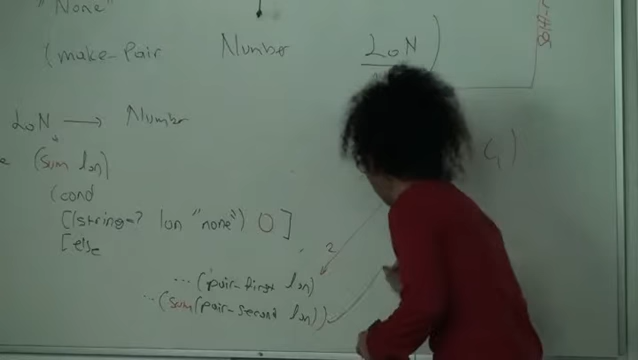 "None"
(make-pair Number LoN)
LoN → Number
(sum lon)
(cond
[(string=? lon "none") 0]
[else
2
... (pair-first lon)
... (sum (pair-second lon))